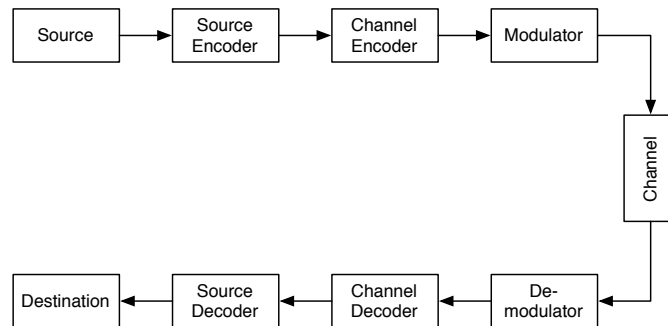 Source
Source
Encoder
Channel
Encoder
Modulator
Channel
Destination
Source
Decoder
Channel
Decoder
De-
modulator